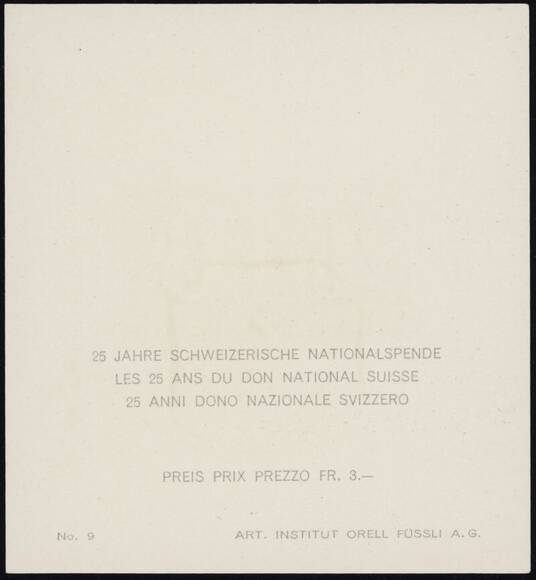 25 JAHRE SCHWEIZERISCHE NATIONALSPENDE
LES 25 ANS DU DON NATIONAL SUISSE
25 ANNI DONO NAZIONALE SVIZZERO
PREIS PRIX PREZZO FR. 3.—
No. 9 ART. INSTITUT ORELL FÜSSLI A.G.